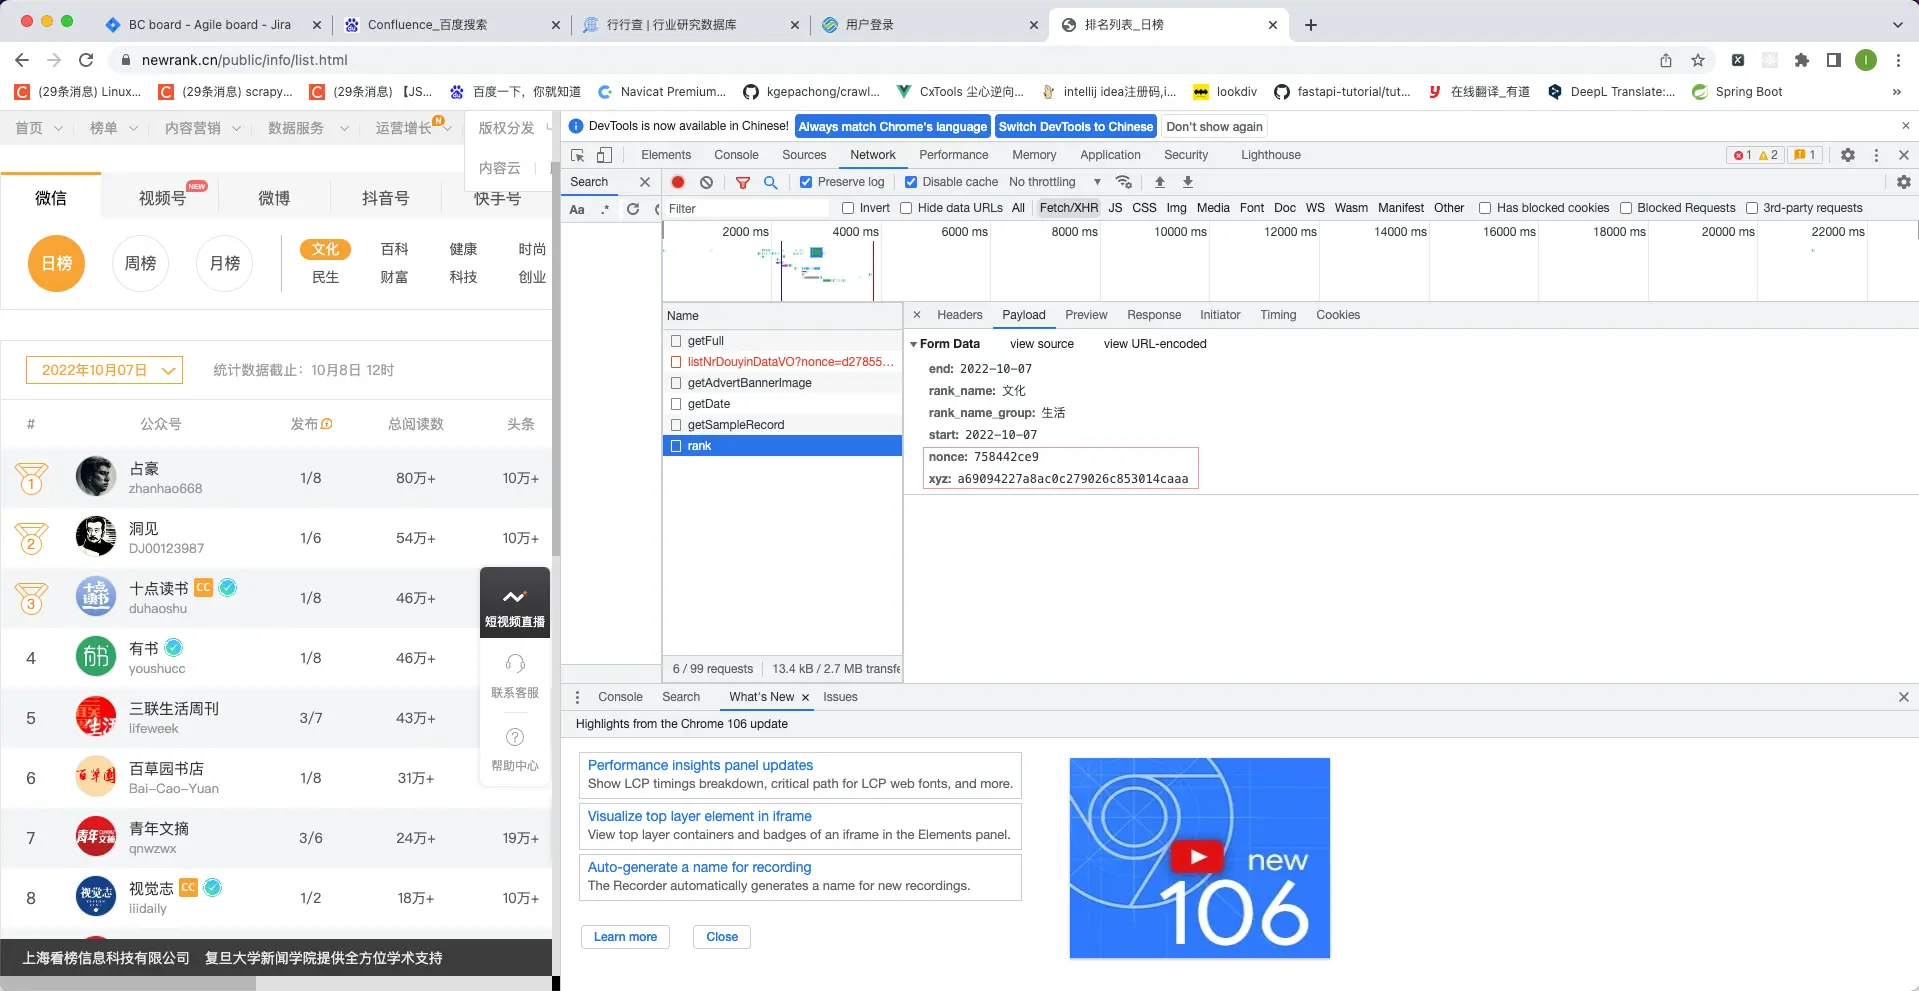 BC board - Agile board - Jira
Confluence_百度搜索
行行查 | 行业研究数据库
用户登录
排名列表_日榜
newrank.cn/public/info/list.html
I
(29条消息) Linux...
(29条消息) scrapy...
(29条消息) 【JS...
百度一下，你就知道
Navicat Premium...
kgepachong/crawl...
CxTools 尘心逆向...
intellij idea注册码,i...
lookdiv
fastapi-tutorial/tut...
在线翻译_有道
DeepL Translate:...
Spring Boot
»
首页
榜单
内容营销
数据服务
运营增长
N
版权分发
内容云
微信
视频号
NEW
微博
抖音号
快手号
日榜
周榜
月榜
文化 百科 健康 时尚
民生 财富 科技 创业
2022年10月07日
统计数据截止：10月8日 12时
# 公众号 发布 总阅读数 头条
1 占豪 zhanhao668 1/8 80万+ 10万+
2 洞见 DJ00123987 1/6 54万+ 10万+
3 十点读书 CC duhaoshu 1/8 46万+
4 有书 youshucc 1/8 46万+
5 三联生活周刊 lifeweek 3/7 43万+
6 百草园书店 Bai-Cao-Yuan 1/8 31万+
7 青年文摘 qnwzwx 3/6 24万+ 19万+
8 视觉志 CC iiidaily 1/2 18万+ 10万+
短视频直播
联系客服
帮助中心
上海看榜信息科技有限公司 复旦大学新闻学院提供全方位学术支持
DevTools is now available in Chinese!
Always match Chrome's language
Switch DevTools to Chinese
Don't show again
Elements
Console
Sources
Network
Performance
Memory
Application
Security
Lighthouse
1 2
1
Search
Preserve log
Disable cache
No throttling
Aa .*
Filter
Invert
Hide data URLs
All
Fetch/XHR
JS
CSS
Img
Media
Font
Doc
WS
Wasm
Manifest
Other
Has blocked cookies
Blocked Requests
3rd-party requests
2000 ms
4000 ms
6000 ms
8000 ms
10000 ms
12000 ms
14000 ms
16000 ms
18000 ms
20000 ms
22000 ms
Name
getFull
listNrDouyinDataVO?nonce=d27855...
getAdvertBannerImage
getDate
getSampleRecord
rank
6 / 99 requests
13.4 kB / 2.7 MB transfe
Headers
Payload
Preview
Response
Initiator
Timing
Cookies
Form Data
view source
view URL-encoded
end: 2022-10-07
rank_name: 文化
rank_name_group: 生活
start: 2022-10-07
nonce: 758442ce9
xyz: a69094227a8ac0c279026c853014caaa
Console
Search
What's New
Issues
Highlights from the Chrome 106 update
Performance insights panel updates
Show LCP timings breakdown, critical path for LCP web fonts, and more.
Visualize top layer element in iframe
View top layer containers and badges of an iframe in the Elements panel.
Auto-generate a name for recording
The Recorder automatically generates a name for new recordings.
Learn more
Close
new
106